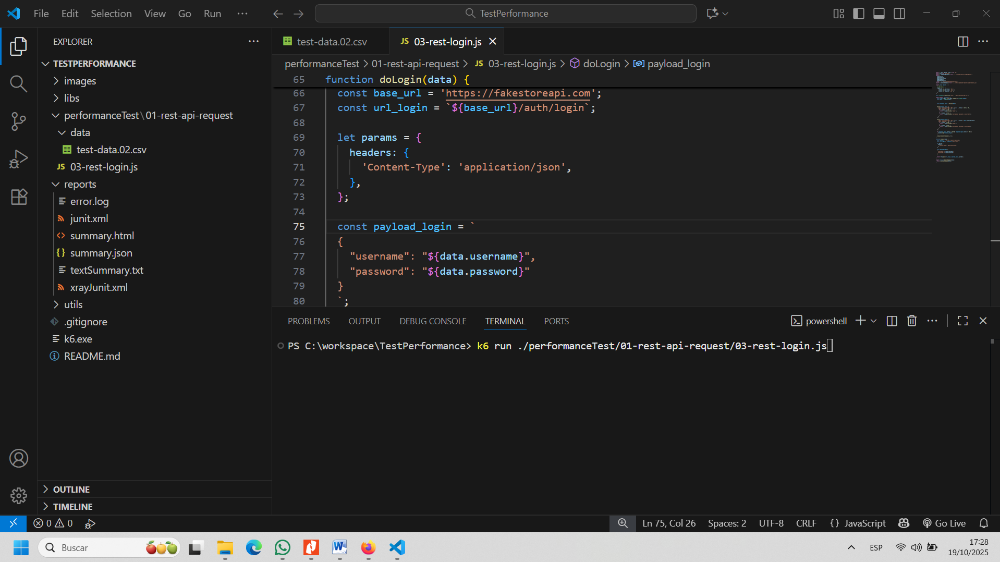 File Edit Selection View Go Run
TestPerformance
EXPLORER
TESTPERFORMANCE
images
libs
performanceTest\01-rest-api-request
data
test-data.02.csv
JS 03-rest-login.js
reports
error.log
junit.xml
summary.html
{} summary.json
textSummary.txt
xrayJunit.xml
utils
.gitignore
k6.exe
README.md
OUTLINE
TIMELINE
test-data.02.csv
JS 03-rest-login.js
performanceTest > 01-rest-api-request > JS 03-rest-login.js > doLogin > payload_login
65 function doLogin(data) {
66 const base_url = 'https://fakestoreapi.com';
67 const url_login = `${base_url}/auth/login`;
68
69 let params = {
70 headers: {
71 'Content-Type': 'application/json',
72 },
73 };
74
75 const payload_login = `
76 {
77 "username": "${data.username}",
78 "password": "${data.password}"
79 }
80 `;
PROBLEMS OUTPUT DEBUG CONSOLE TERMINAL PORTS
powershell
PS C:\workspace\TestPerformance> k6 run ./performanceTest/01-rest-api-request/03-rest-login.js
0 0
Ln 75, Col 26 Spaces: 2 UTF-8 CRLF {} JavaScript Go Live
Buscar
ESP
17:28
19/10/2025